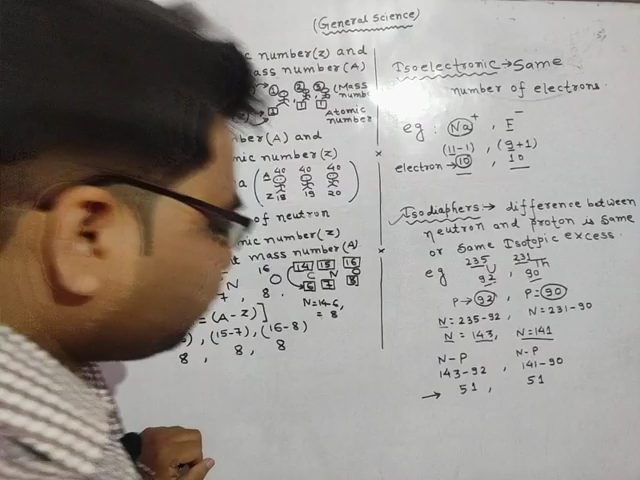 (General Science)
number(z) and
mass number(A)
(Mass
Atomic
number
(A) and
number(z)
40 40 40
Z 18 19 20
of neutron
number(z)
mass number(A)
16
N O
7, 8.
14 15 16
C N O
6 7 8
N=14-6,
= 8
= (A-Z)]
, (15-7), (16-8)
8, 8, 8
Isoelectronic → Same
number of electrons.
eg: Na⁺, F⁻
(11-1), (9+1)
electron → 10, 10
Isodiaphers → difference between
neutron and proton is same
or same Isotopic excess.
235 231
eg U, Th
92 90
P → 92, P = 90
N = 235-92, N = 231-90
N = 143, N = 141
N-P N-P
143-92, 141-90
→ 51, 51